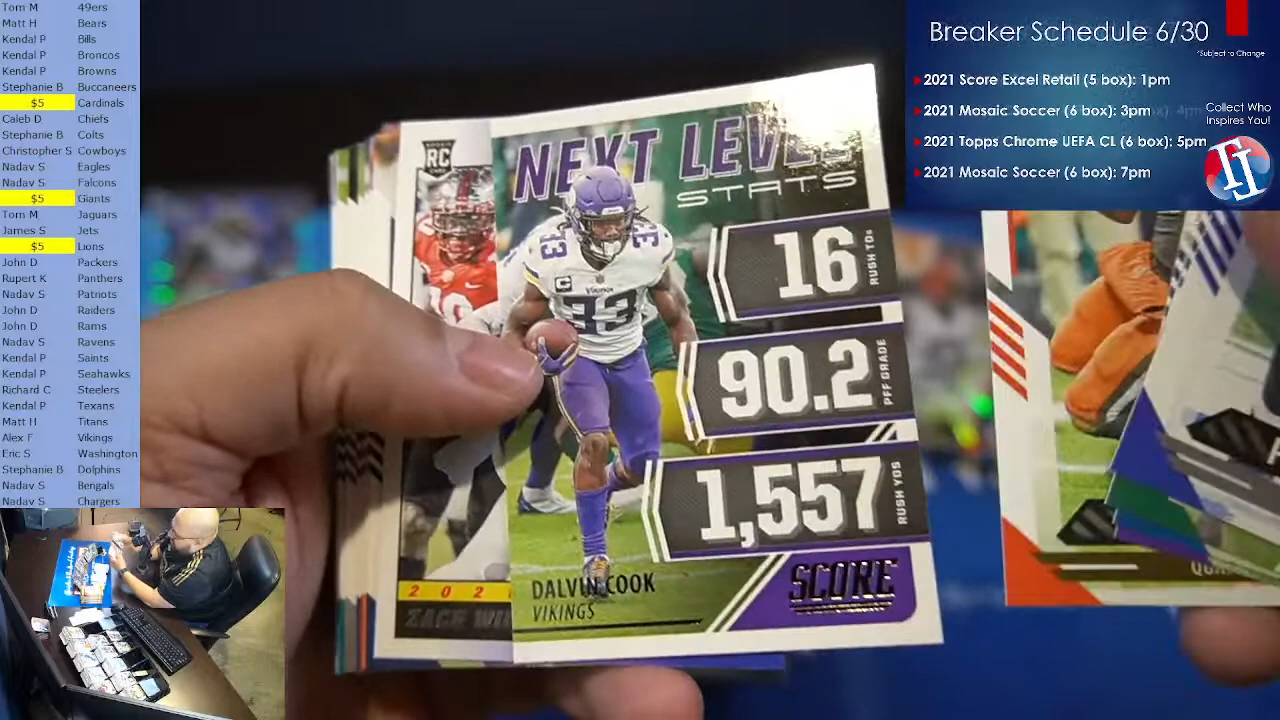 Tom M 49ers
Matt H Bears
Kendal P Bills
Kendal P Broncos
Kendal P Browns
Stephanie B Buccaneers
$5 Cardinals
Caleb D Chiefs
Stephanie B Colts
Christopher S Cowboys
Nadav S Eagles
Nadav S Falcons
$5 Giants
Tom M Jaguars
James S Jets
$5 Lions
John D Packers
Rupert K Panthers
Nadav S Patriots
John D Raiders
John D Rams
Nadav S Ravens
Kendal P Saints
Kendal P Seahawks
Richard C Steelers
Kendal P Texans
Matt H Titans
Alex F Vikings
Eric S Washington
Stephanie B Dolphins
Nadav S Bengals
Nadav S Chargers
Breaker Schedule 6/30
*Subject to Change
2021 Score Excel Retail (5 box): 1pm
2021 Mosaic Soccer (6 box): 3pm
2021 Topps Chrome UEFA CL (6 box): 5pm
2021 Mosaic Soccer (6 box): 7pm
Collect Who
Inspires You!
RC
NEXT LEVEL
STATS
16 RUSH TDs
90.2 PFF GRADE
1,557 RUSH YDS
33
33
C
VIKINGS
33
DALVIN COOK
VIKINGS
SCORE
202
ZACH